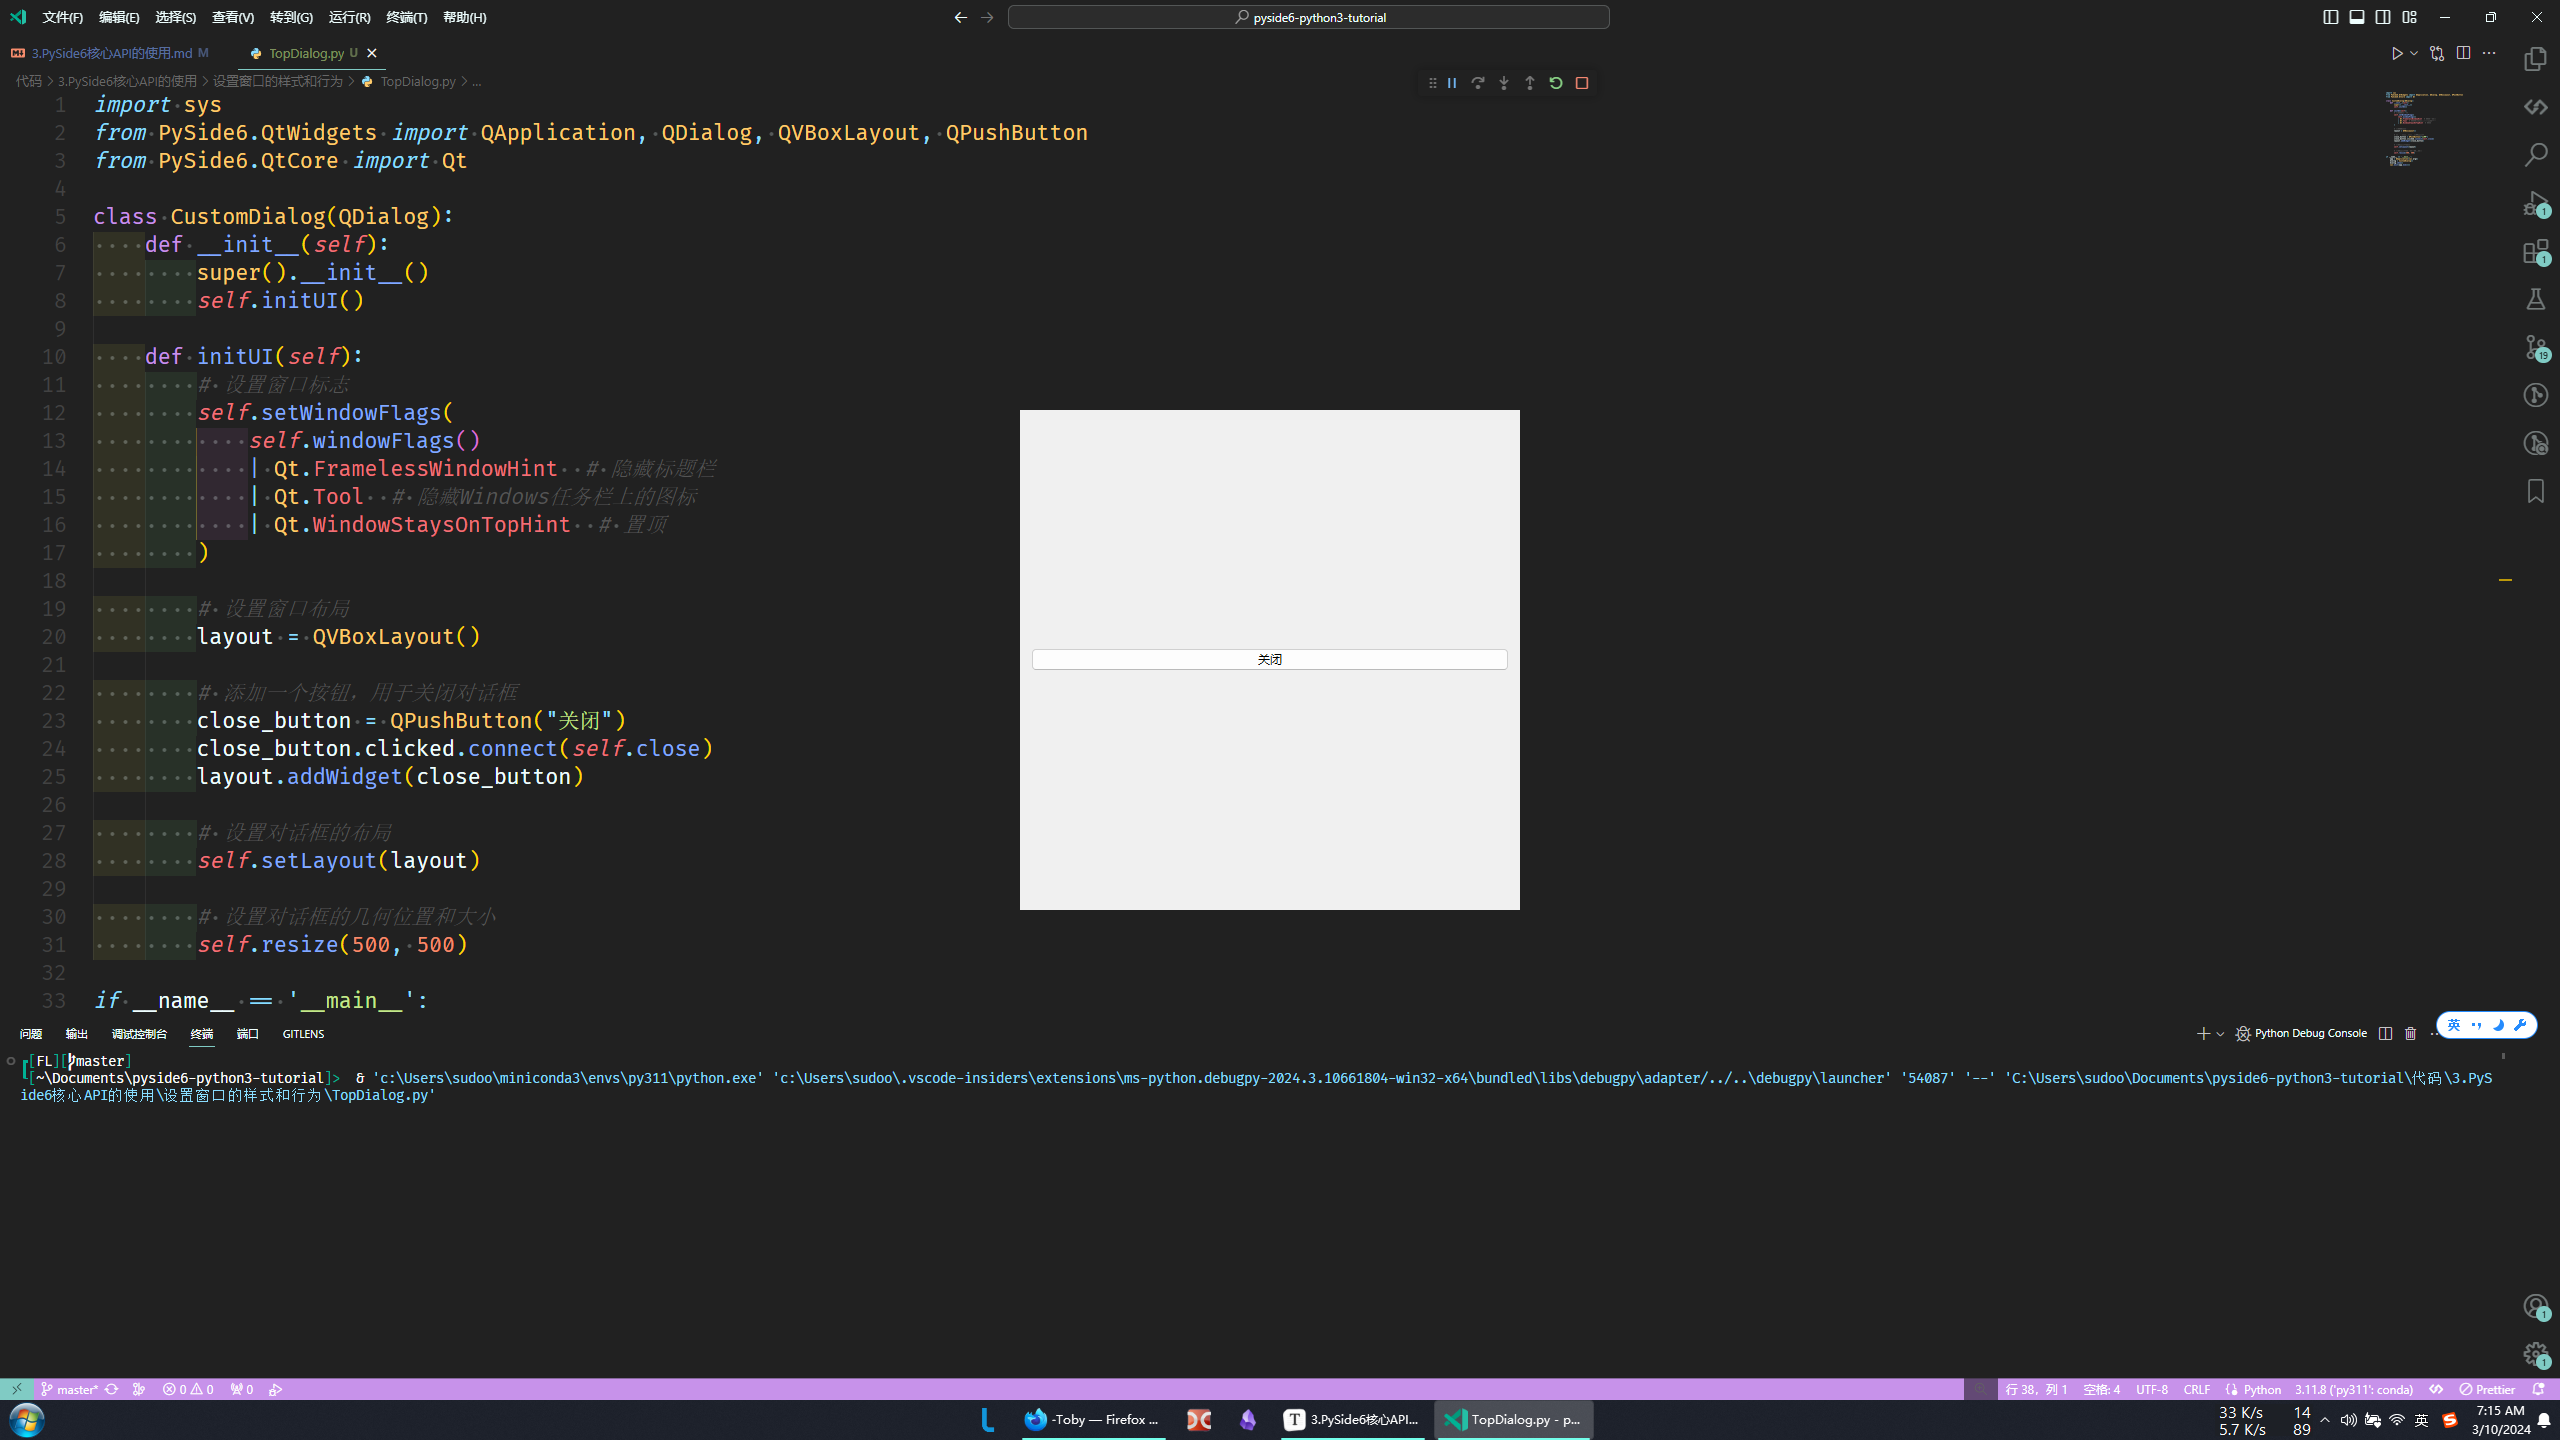 文件(F) 编辑(E) 选择(S) 查看(V) 转到(G) 运行(R) 终端(T) 帮助(H)
pyside6-python3-tutorial
3.PySide6核心API的使用.md M
TopDialog.py U
代码 > 3.PySide6核心API的使用 > 设置窗口的样式和行为 > TopDialog.py > ...
1 import sys
2 from PySide6.QtWidgets import QApplication, QDialog, QVBoxLayout, QPushButton
3 from PySide6.QtCore import Qt
4
5 class CustomDialog(QDialog):
6 def __init__(self):
7 super().__init__()
8 self.initUI()
9
10 def initUI(self):
11 # 设置窗口标志
12 self.setWindowFlags(
13 self.windowFlags()
14 | Qt.FramelessWindowHint # 隐藏标题栏
15 | Qt.Tool # 隐藏Windows任务栏上的图标
16 | Qt.WindowStaysOnTopHint # 置顶
17 )
18
19 # 设置窗口布局
20 layout = QVBoxLayout()
21
22 # 添加一个按钮，用于关闭对话框
23 close_button = QPushButton("关闭")
24 close_button.clicked.connect(self.close)
25 layout.addWidget(close_button)
26
27 # 设置对话框的布局
28 self.setLayout(layout)
29
30 # 设置对话框的几何位置和大小
31 self.resize(500, 500)
32
33 if __name__ == '__main__':
关闭
1
1
19
问题 输出 调试控制台 终端 端口 GITLENS
Python Debug Console
英
[FL][master]
[~\Documents\pyside6-python3-tutorial]> & 'c:\Users\sudoo\miniconda3\envs\py311\python.exe' 'c:\Users\sudoo\.vscode-insiders\extensions\ms-python.debugpy-2024.3.10661804-win32-x64\bundled\libs\debugpy\adapter/../..\debugpy\launcher' '54087' '--' 'C:\Users\sudoo\Documents\pyside6-python3-tutorial\代码\3.PyS
ide6核心API的使用\设置窗口的样式和行为\TopDialog.py'
1
1
master* 0 0 0
行 38，列 1 空格: 4 UTF-8 CRLF Python 3.11.8 ('py311': conda) Prettier
-Toby — Firefox ...
3.PySide6核心API...
TopDialog.py - p...
33 K/s 14
5.7 K/s 89
英
7:15 AM
3/10/2024